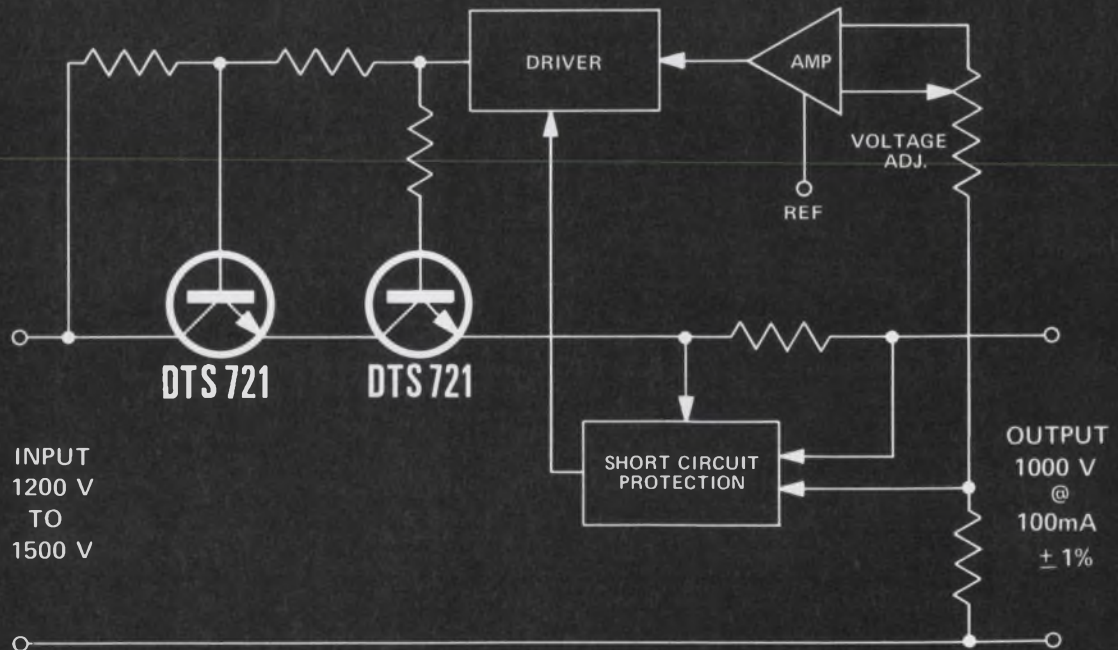 DRIVER
AMP
VOLTAGE
ADJ.
REF
DTS 721
DTS 721
INPUT
1200 V
TO
1500 V
SHORT CIRCUIT
PROTECTION
OUTPUT
1000 V
@
100mA
± 1%